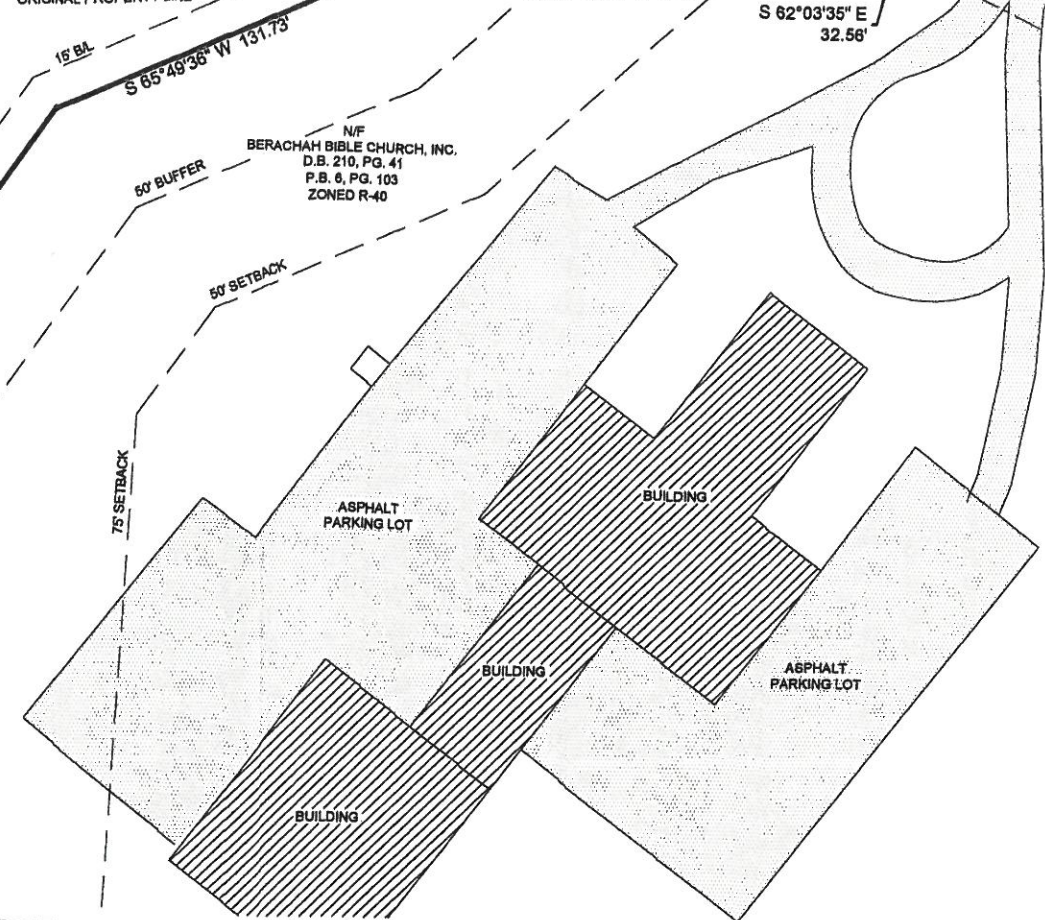 S 62°03'35" E
32.56'
15' B/L
S 65°49'36" W 131.73'
N/F
BERACHAH BIBLE CHURCH, INC.
D.B. 210, PG. 41
P.B. 6, PG. 103
ZONED R-40
50' BUFFER
50' SETBACK
75' SETBACK
BUILDING
ASPHALT
PARKING LOT
BUILDING
ASPHALT
PARKING LOT
BUILDING